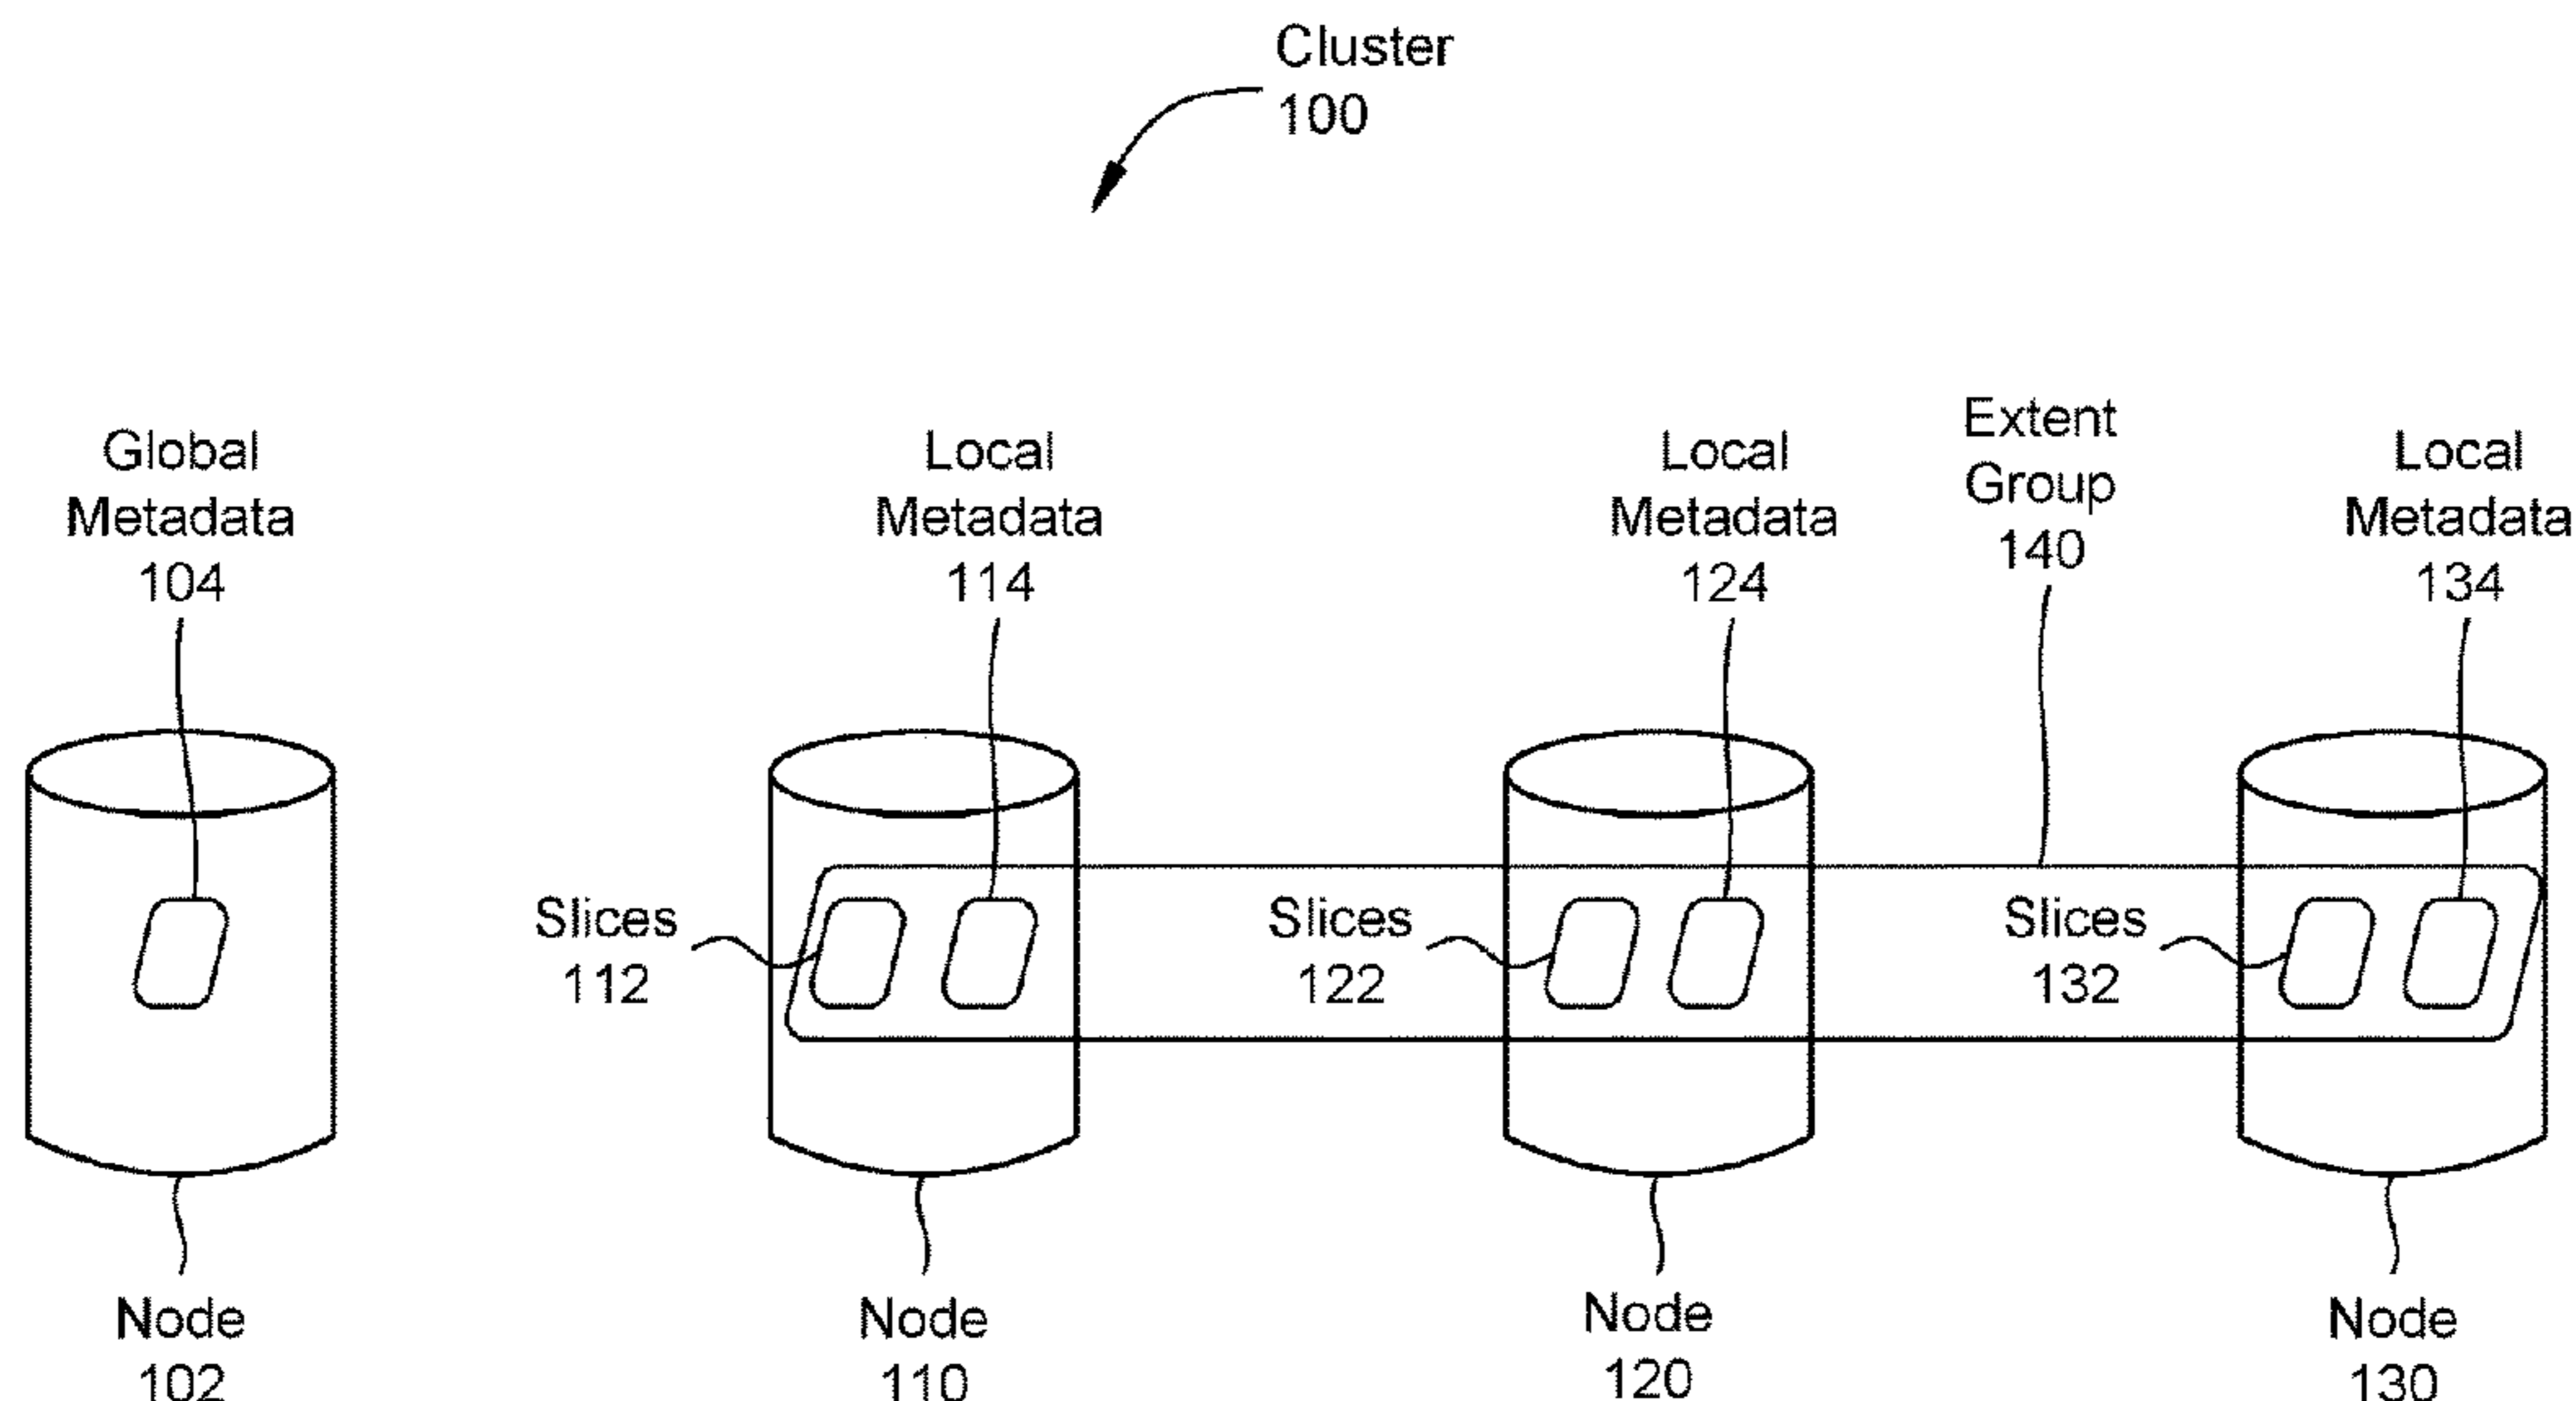 Cluster
100
Global
Metadata
104
Local
Metadata
114
Local
Metadata
124
Extent
Group
140
Local
Metadata
134
Slices
112
Slices
122
Slices
132
Node
102
Node
110
Node
120
Node
130